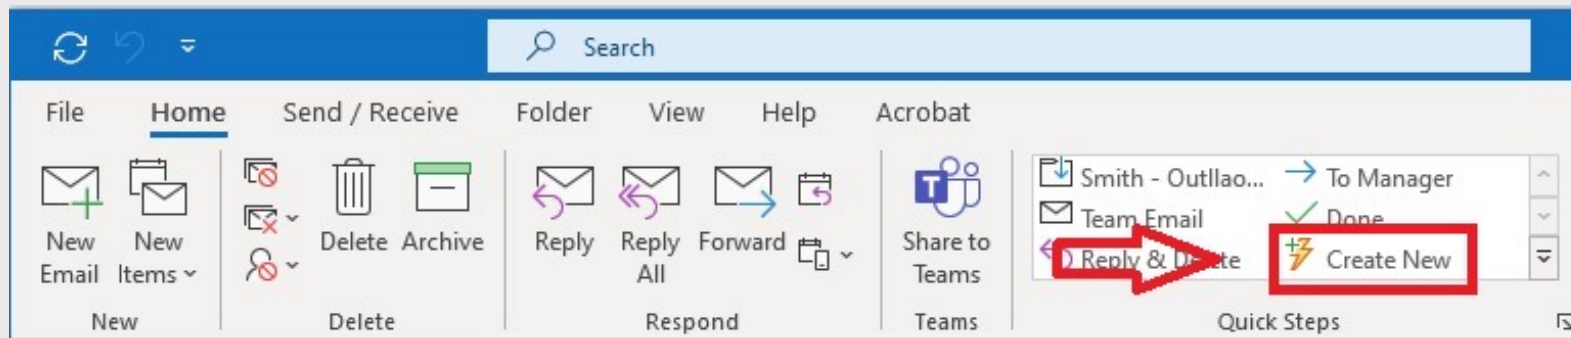 Search
File Home Send / Receive Folder View Help Acrobat
New Email
New Items
Delete
Archive
Reply
Reply All
Forward
Share to Teams
Smith - Outllao...
To Manager
Team Email
Done
Reply & Delete
Create New
New Delete Respond Teams Quick Steps